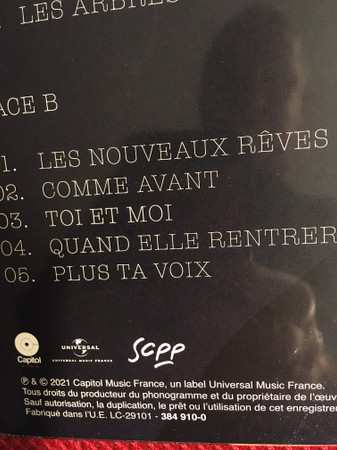 LES ARBRES
ACE B
1. LES NOUVEAUX RÊVES
02. COMME AVANT
03. TOI ET MOI
04. QUAND ELLE RENTRER
05. PLUS TA VOIX
Capitol
UNIVERSAL
UNIVERSAL MUSIC FRANCE
scpp
℗ & © 2021 Capitol Music France, un label Universal Music France.
Tous droits du producteur du phonogramme et du propriétaire de l'œuv
Sauf autorisation, la duplication, le prêt ou l'utilisation de cet enregistre
Fabriqué dans l'U.E. LC-29101 - 384 910-0